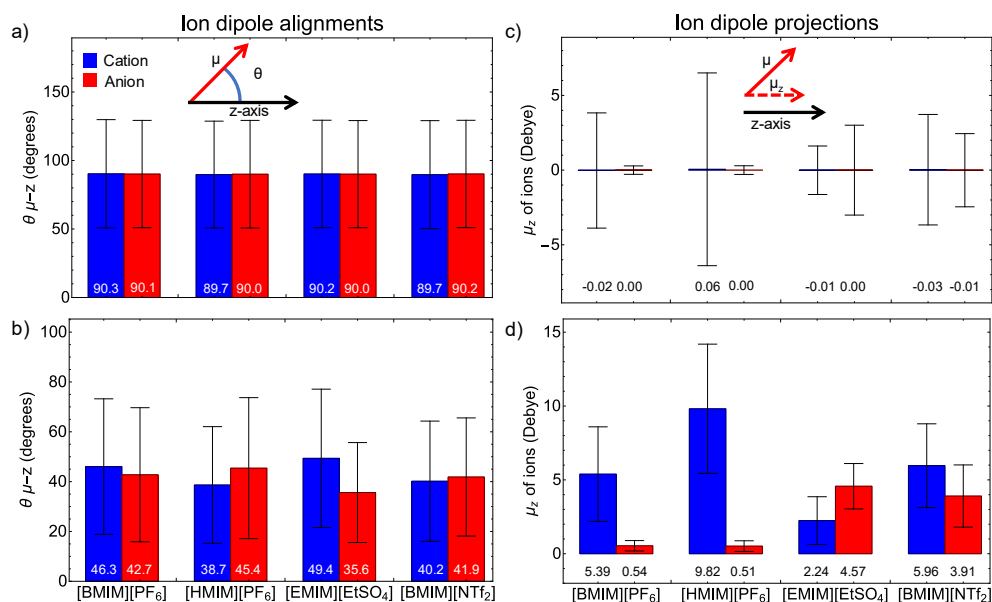 Ion dipole alignments
Ion dipole projections
a)
Cation
Anion
μ
θ
z-axis
θ μ−z (degrees)
150
100
50
0
90.3 90.1 89.7 90.0 90.2 90.0 89.7 90.2
c)
μ
μz
z-axis
μz of ions (Debye)
5
0
−5
-0.02 0.00 0.06 0.00 -0.01 0.00 -0.03 -0.01
b)
θ μ−z (degrees)
100
80
60
40
20
0
46.3 42.7 38.7 45.4 49.4 35.6 40.2 41.9
[BMIM][PF6] [HMIM][PF6] [EMIM][EtSO4] [BMIM][NTf2]
d)
μz of ions (Debye)
15
10
5
0
5.39 0.54 9.82 0.51 2.24 4.57 5.96 3.91
[BMIM][PF6] [HMIM][PF6] [EMIM][EtSO4] [BMIM][NTf2]